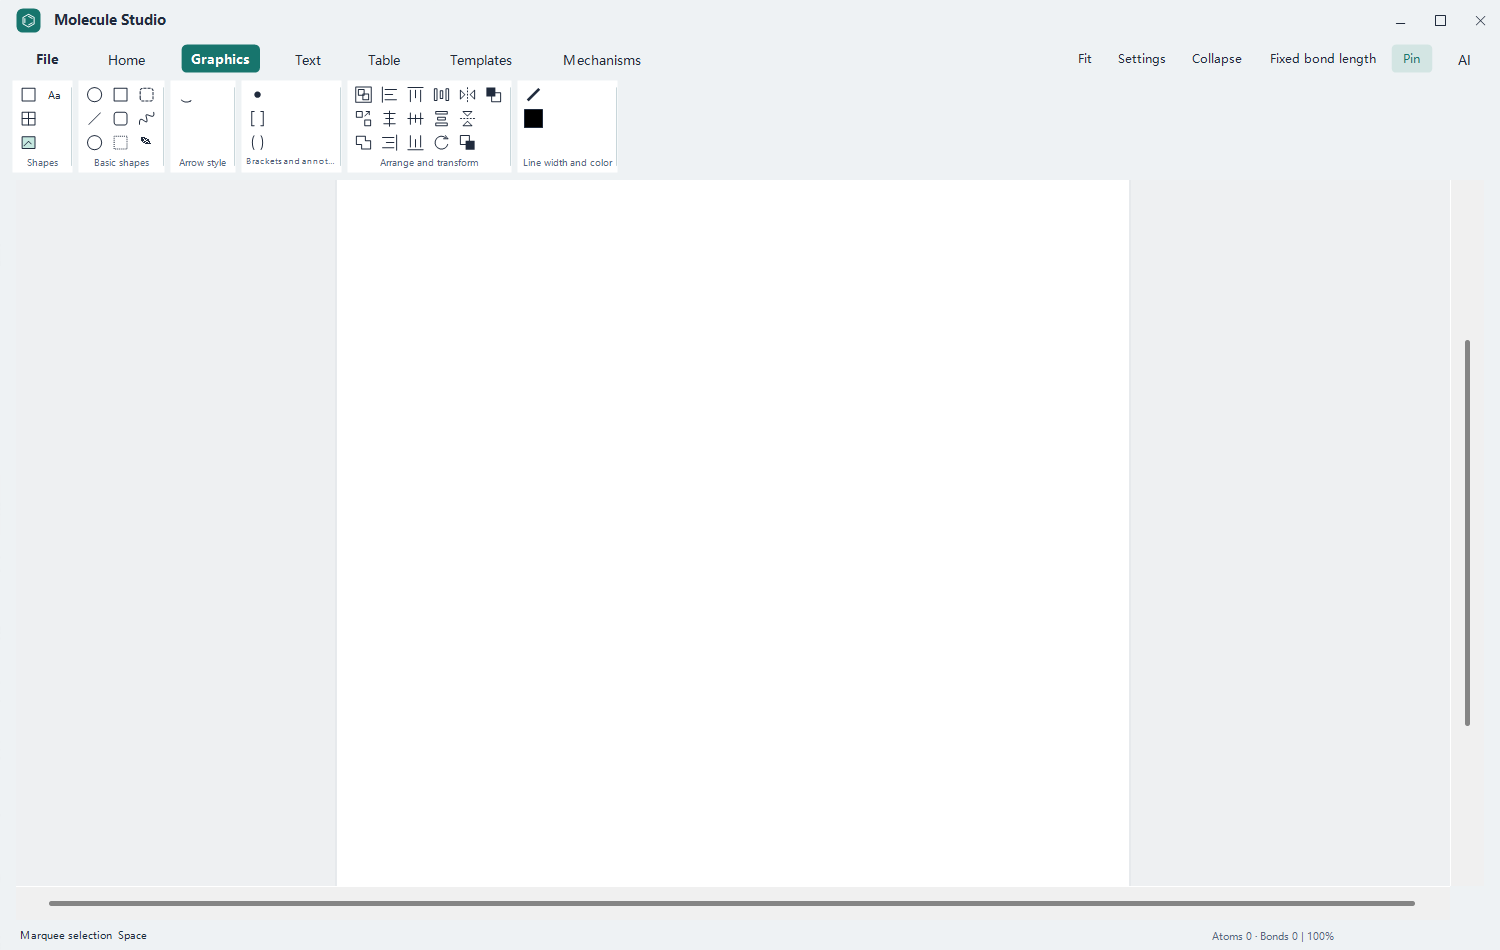 Molecule Studio
File Home Graphics Text Table Templates Mechanisms Fit Settings Collapse Fixed bond length Pin AI
Aa
[ ]
( )
Shapes Basic shapes Arrow style Brackets and annot... Arrange and transform Line width and color
Marquee selection Space Atoms 0 · Bonds 0 | 100%